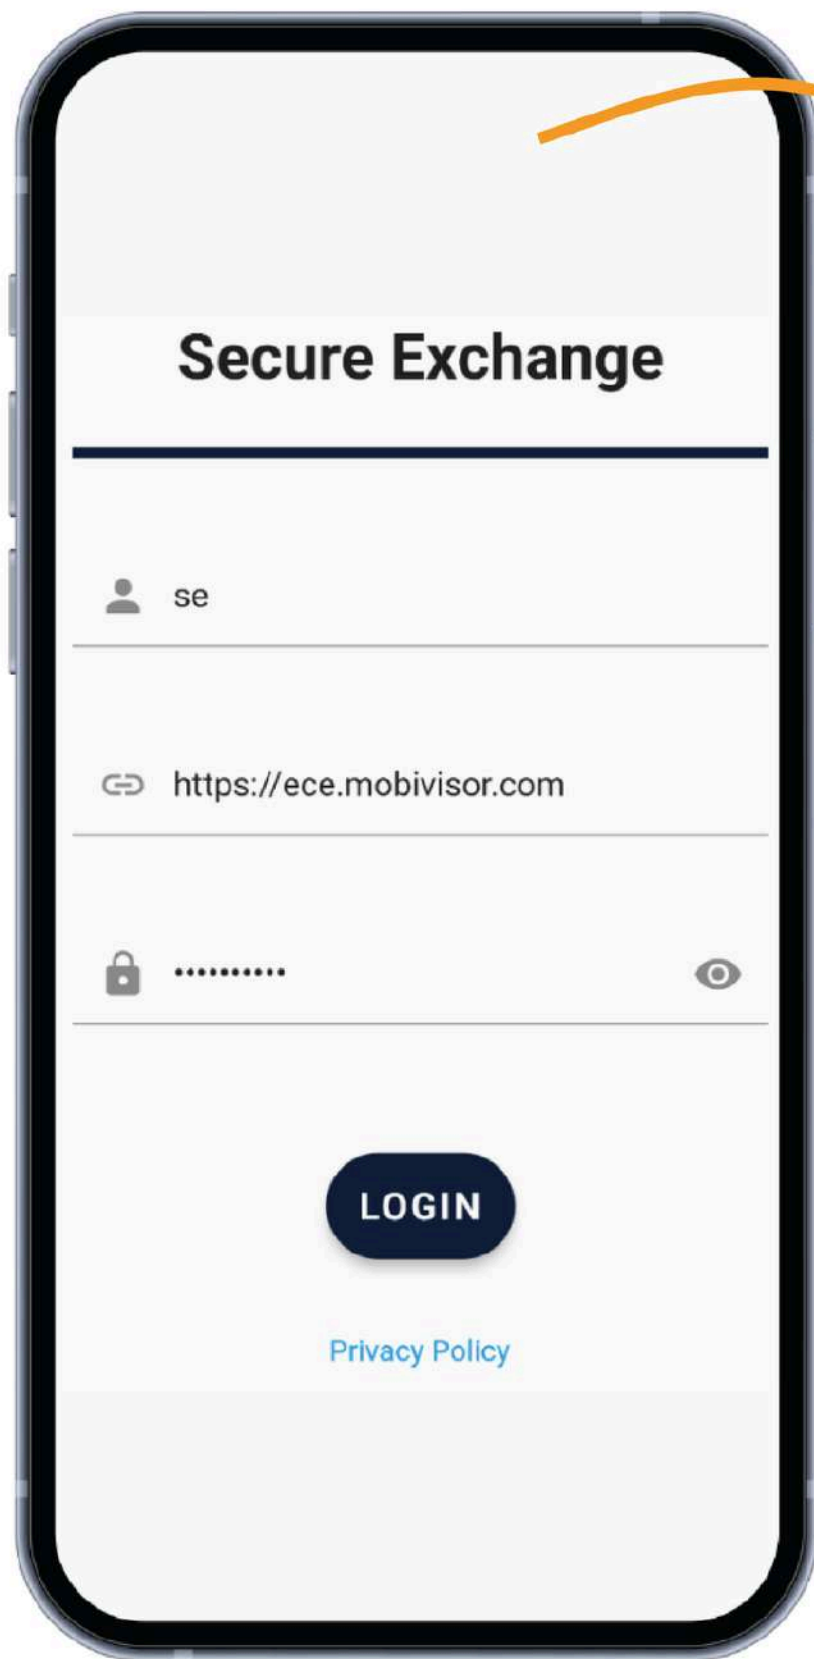 Secure Exchange
se
https://ece.mobivisor.com
••••••••••
LOGIN
Privacy Policy